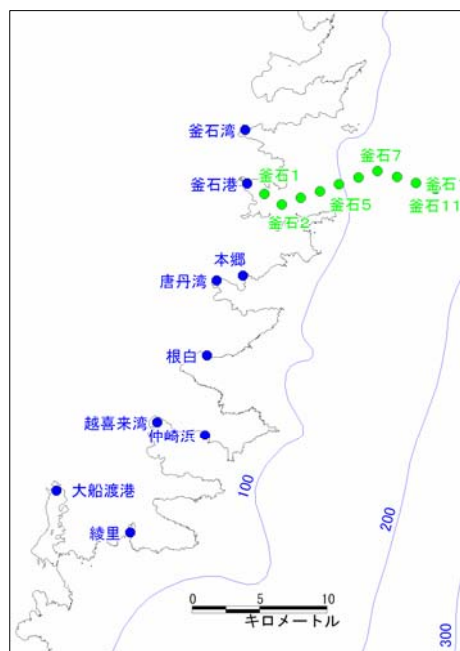 釜石湾
釜石港
釜石1
釜石2
釜石5
釜石7
釜石11
本郷
唐丹湾
根白
越喜来湾
仲崎浜
大船渡港
綾里
100
200
300
0 5 10
キロメートル